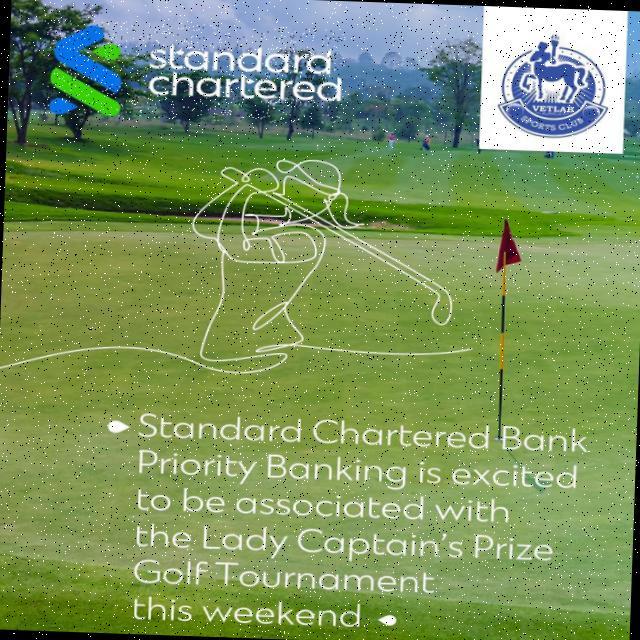 standard
chartered
VETLAB
SPORTS CLUB
Standard Chartered Bank
Priority Banking is excited
to be associated with
the Lady Captain's Prize
Golf Tournament
this weekend